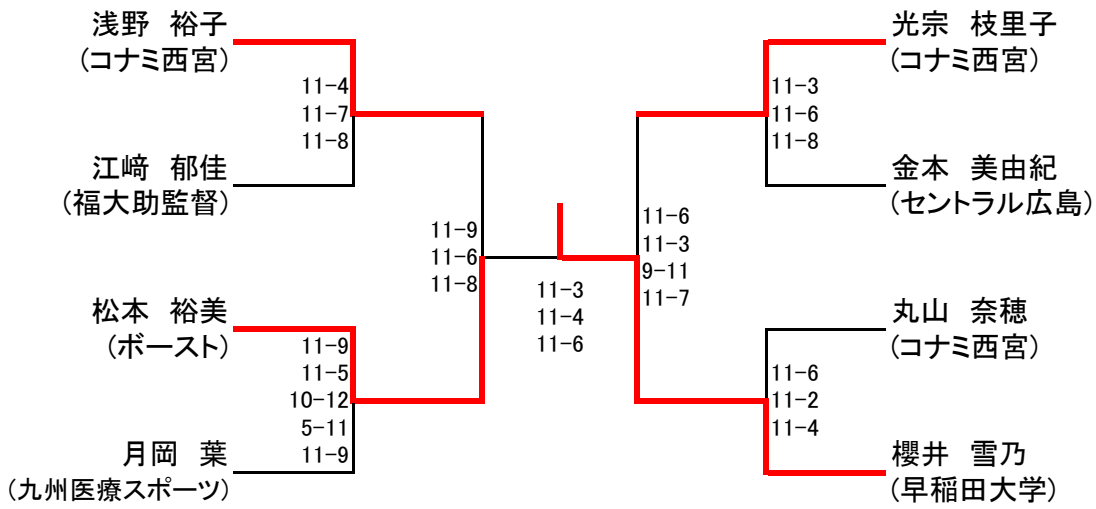 浅野　裕子
(コナミ西宮)
11-4
11-7
11-8
江﨑　郁佳
(福大助監督)
11-9
11-6
11-8
松本　裕美
(ボースト)
11-9
11-5
10-12
5-11
11-9
月岡　葉
(九州医療スポーツ)
11-3
11-4
11-6
光宗　枝里子
(コナミ西宮)
11-3
11-6
11-8
金本　美由紀
(セントラル広島)
11-6
11-3
9-11
11-7
丸山　奈穂
(コナミ西宮)
11-6
11-2
11-4
櫻井　雪乃
(早稲田大学)